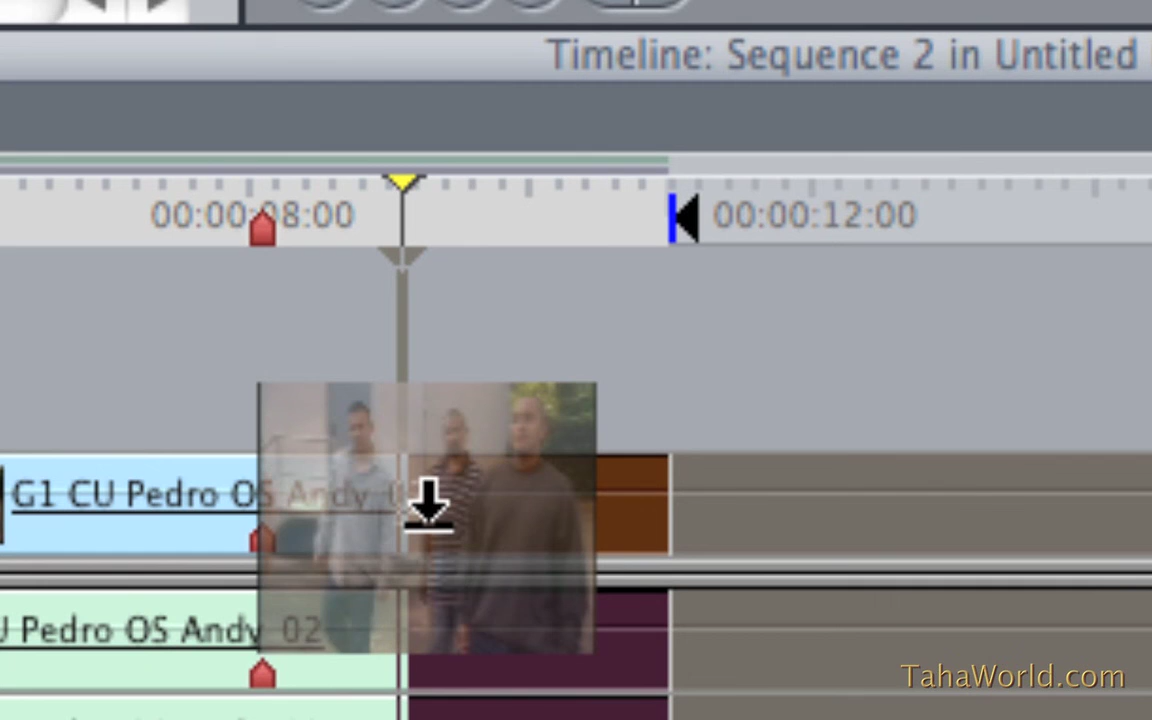 Timeline: Sequence 2 in Untitled
00:00:08:00
00:00:12:00
G1 CU Pedro OS Andy
Pedro OS Andy 02
TahaWorld.com